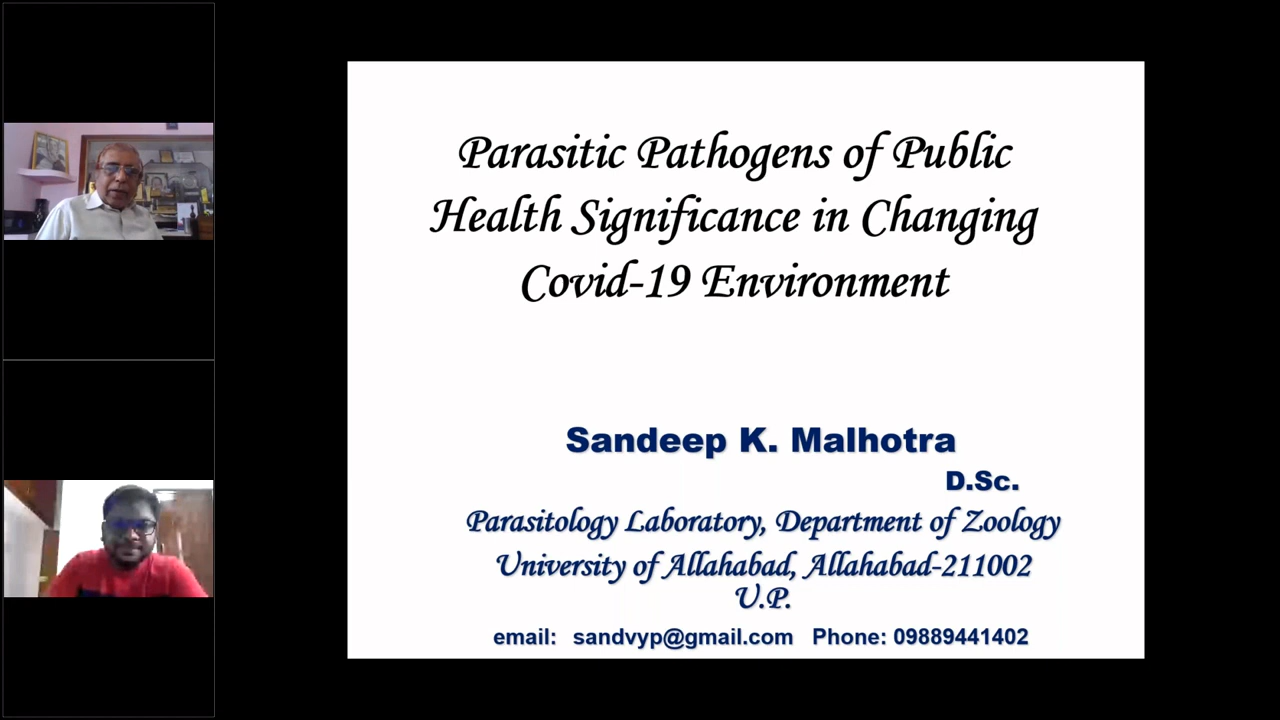 Parasitic Pathogens of Public
Health Significance in Changing
Covid-19 Environment
Sandeep K. Malhotra
D.Sc.
Parasitology Laboratory, Department of Zoology
University of Allahabad, Allahabad-211002
U.P.
email: sandvyp@gmail.com Phone: 09889441402